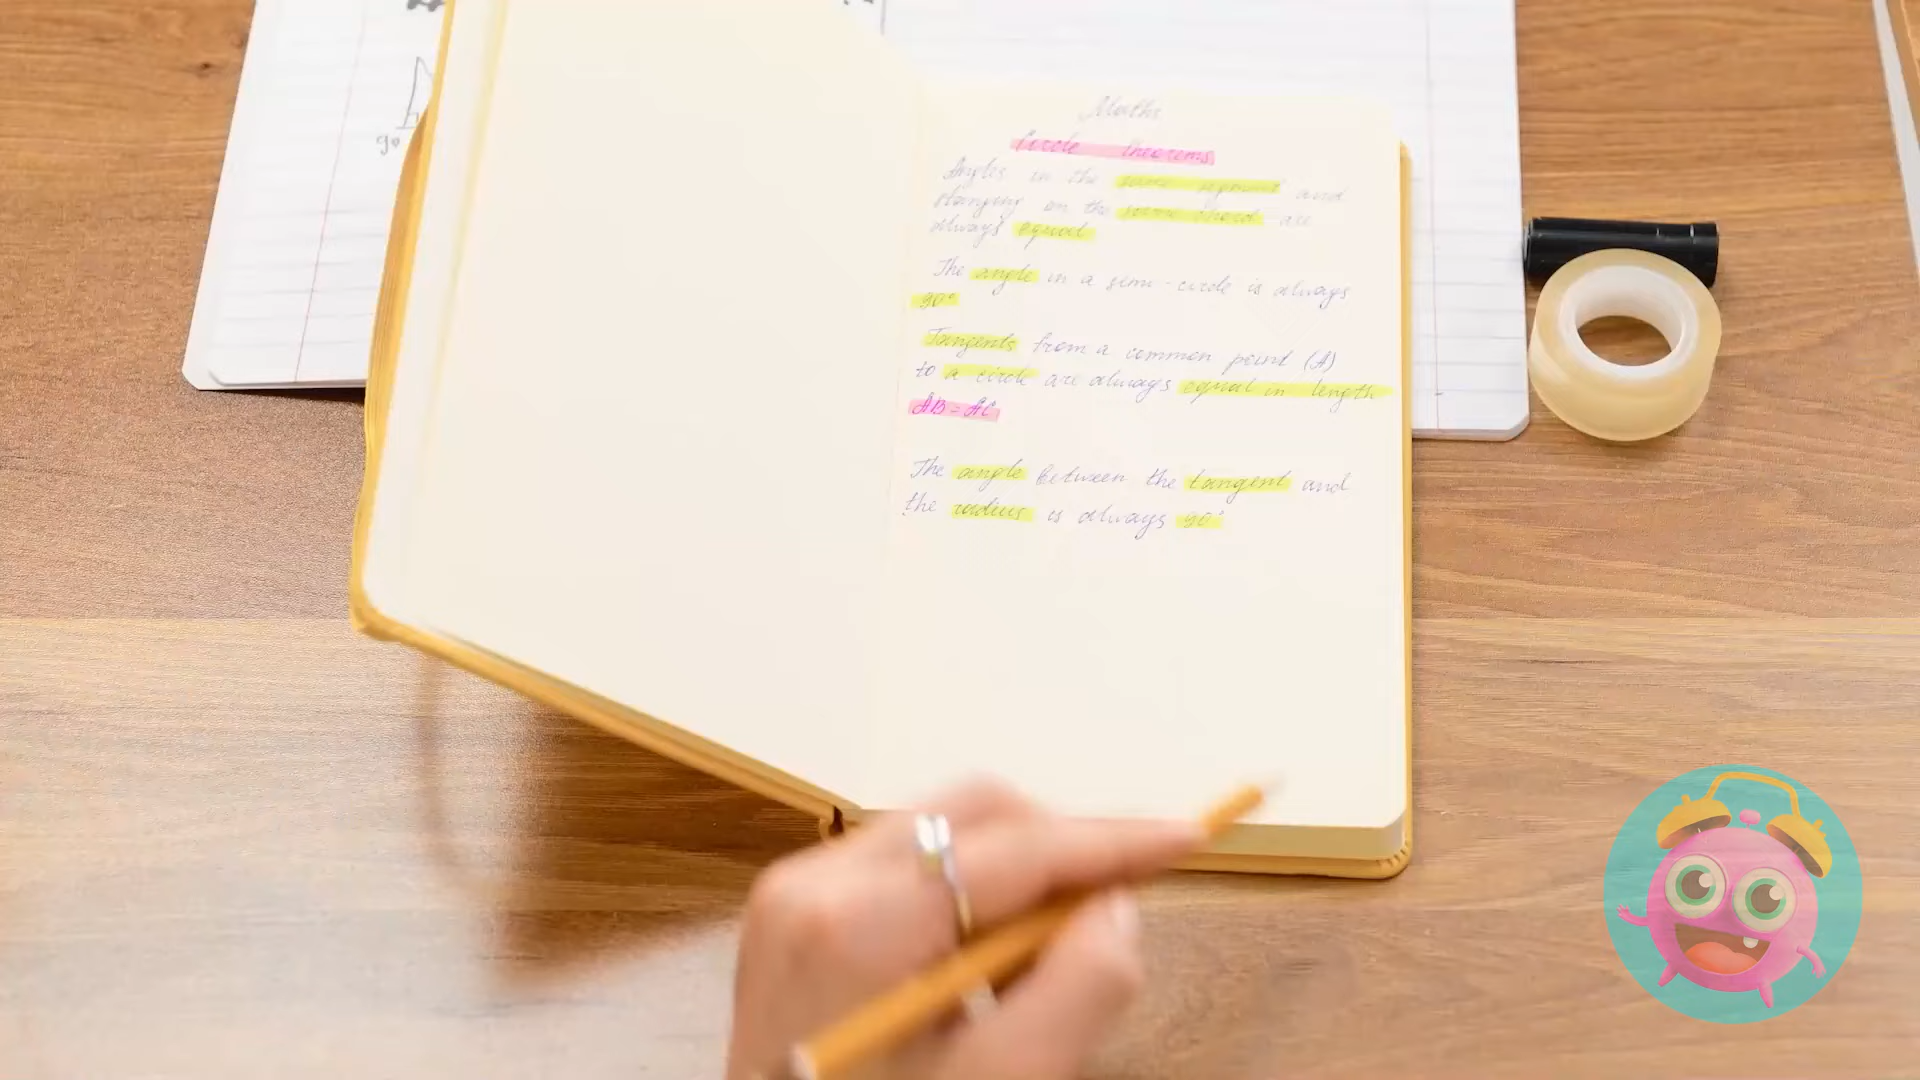 Maths
Circle theorems
Angles in the same segment and
standing on the same chord are
always equal
The angle in a semi-circle is always
90°
Tangents from a common point (A)
to a circle are always equal in length
AB = AC
The angle between the tangent and
the radius is always 90°
90